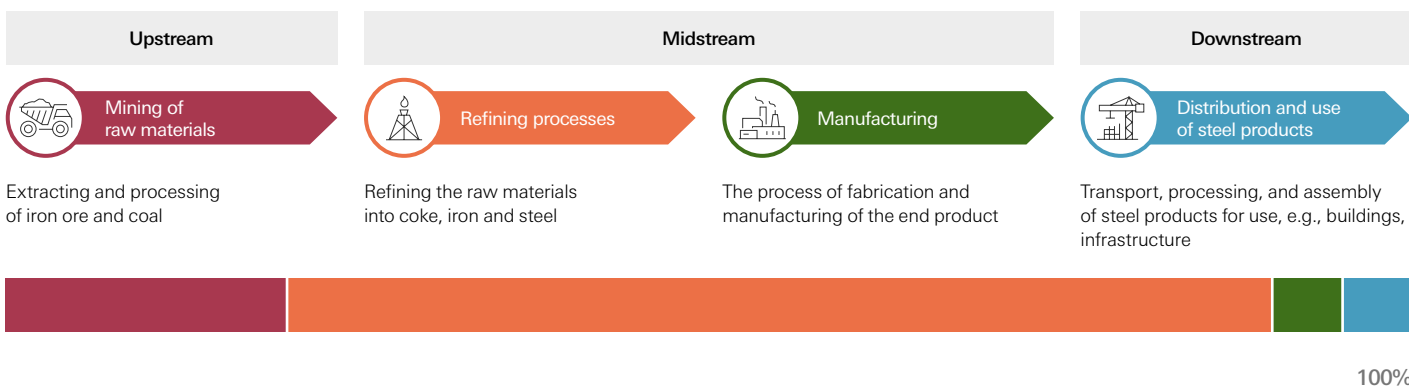 Upstream
Midstream
Downstream
Mining of
raw materials
Refining processes
Manufacturing
Distribution and use
of steel products
Extracting and processing
of iron ore and coal
Refining the raw materials
into coke, iron and steel
The process of fabrication and
manufacturing of the end product
Transport, processing, and assembly
of steel products for use, e.g., buildings,
infrastructure
100%